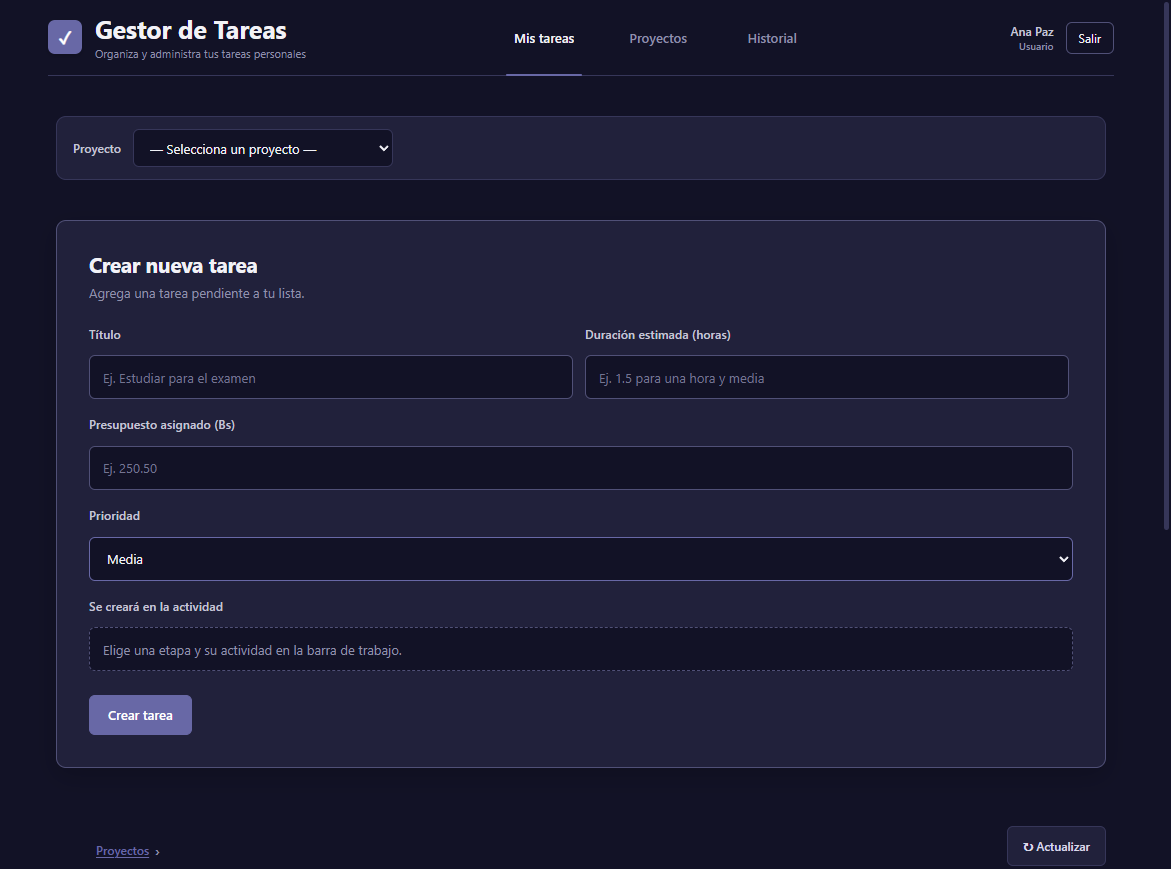 ✓
Gestor de Tareas
Organiza y administra tus tareas personales
Mis tareas
Proyectos
Historial
Ana Paz
Usuario
Salir
Proyecto
— Selecciona un proyecto —
Crear nueva tarea
Agrega una tarea pendiente a tu lista.
Título
Duración estimada (horas)
Ej. Estudiar para el examen
Ej. 1.5 para una hora y media
Presupuesto asignado (Bs)
Ej. 250.50
Prioridad
Media
Se creará en la actividad
Elige una etapa y su actividad en la barra de trabajo.
Crear tarea
Proyectos ›
↻ Actualizar